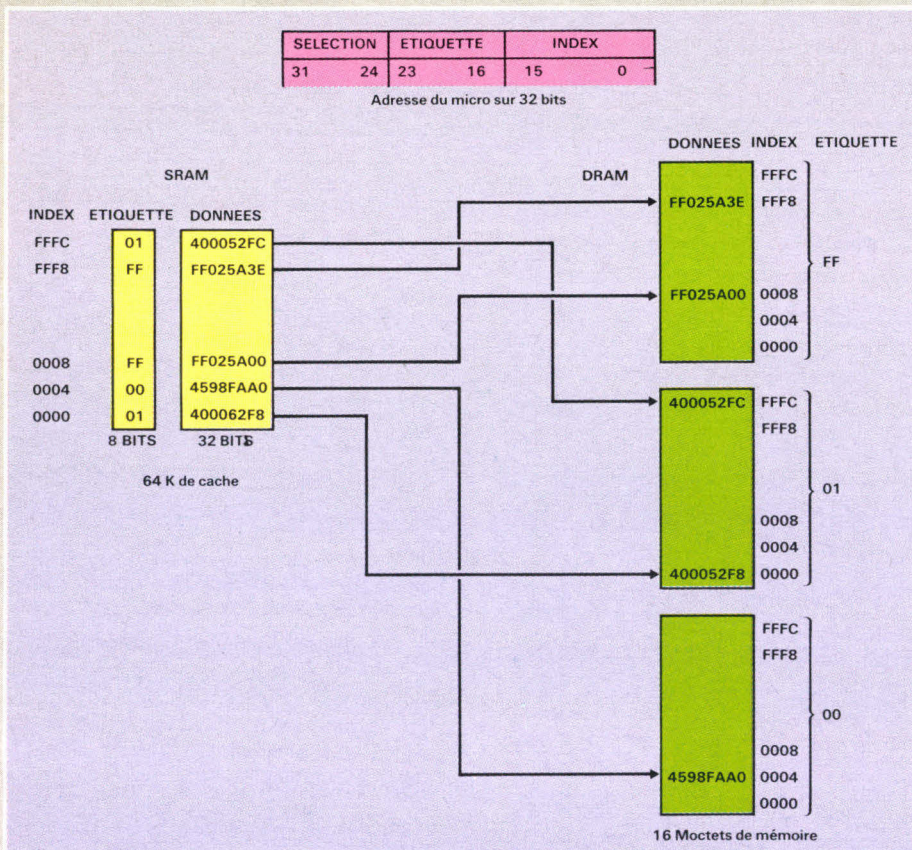 SELECTION ETIQUETTE INDEX
31 24 23 16 15 0
Adresse du micro sur 32 bits
DONNEES INDEX ETIQUETTE
SRAM
DRAM
INDEX ETIQUETTE DONNEES
FFFC 01 400052FC
FFF8 FF FF025A3E
0008 FF FF025A00
0004 00 4598FAA0
0000 01 400062F8
8 BITS 32 BITS
64 K de cache
FFFC
FF025A3E FFF8
FF
FF025A00 0008
0004
0000
400052FC FFFC
FFF8
01
0008
0004
400052F8 0000
FFFC
FFF8
00
0008
4598FAA0 0004
0000
16 Moctets de mémoire